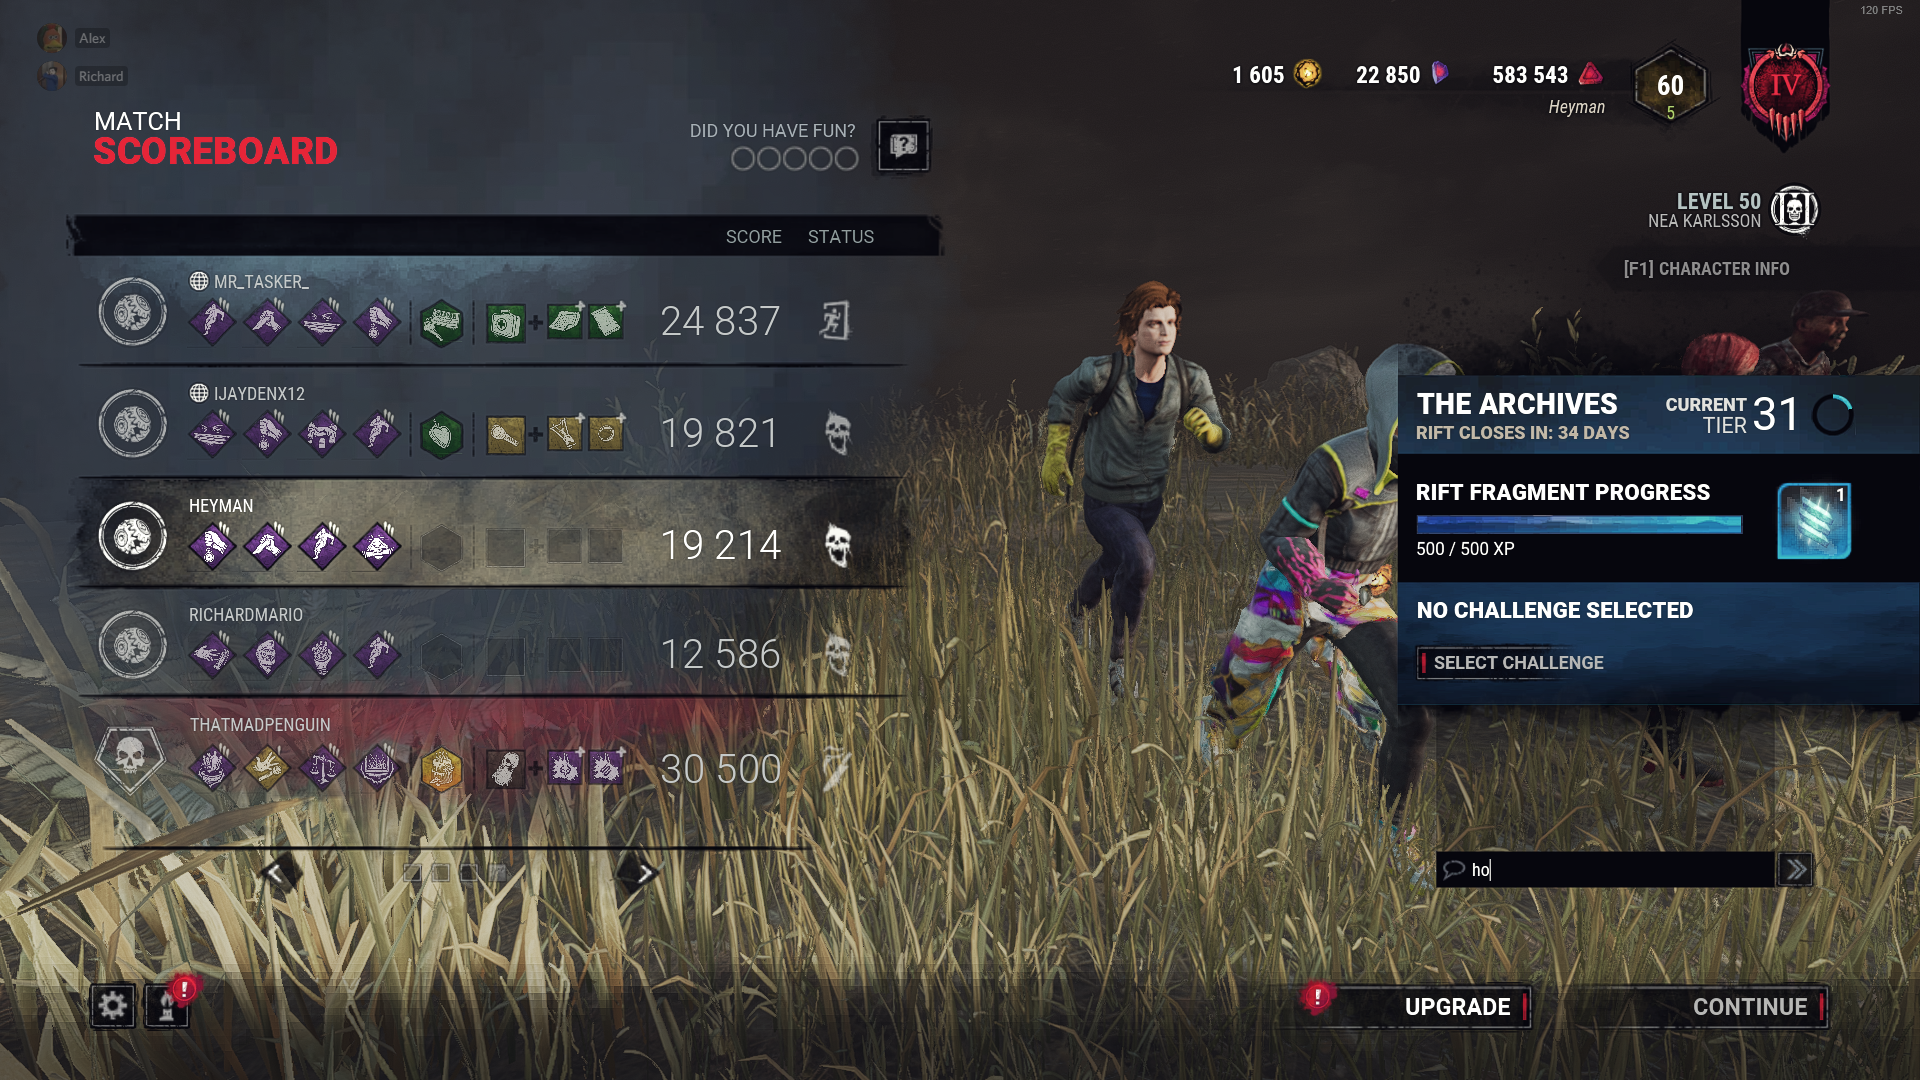 120 FPS
Alex
Richard
1 605
22 850
583 543
Heyman
60
5
IV
MATCH
SCOREBOARD
DID YOU HAVE FUN?
?
LEVEL 50
NEA KARLSSON
III
[F1] CHARACTER INFO
SCORE STATUS
MR_TASKER_
24 837
IJAYDENX12
19 821
HEYMAN
19 214
RICHARDMARIO
12 586
THATMADPENGUIN
30 500
THE ARCHIVES
RIFT CLOSES IN: 34 DAYS
CURRENT
TIER 31
RIFT FRAGMENT PROGRESS
1
500 / 500 XP
NO CHALLENGE SELECTED
SELECT CHALLENGE
ho
!
!
UPGRADE
CONTINUE